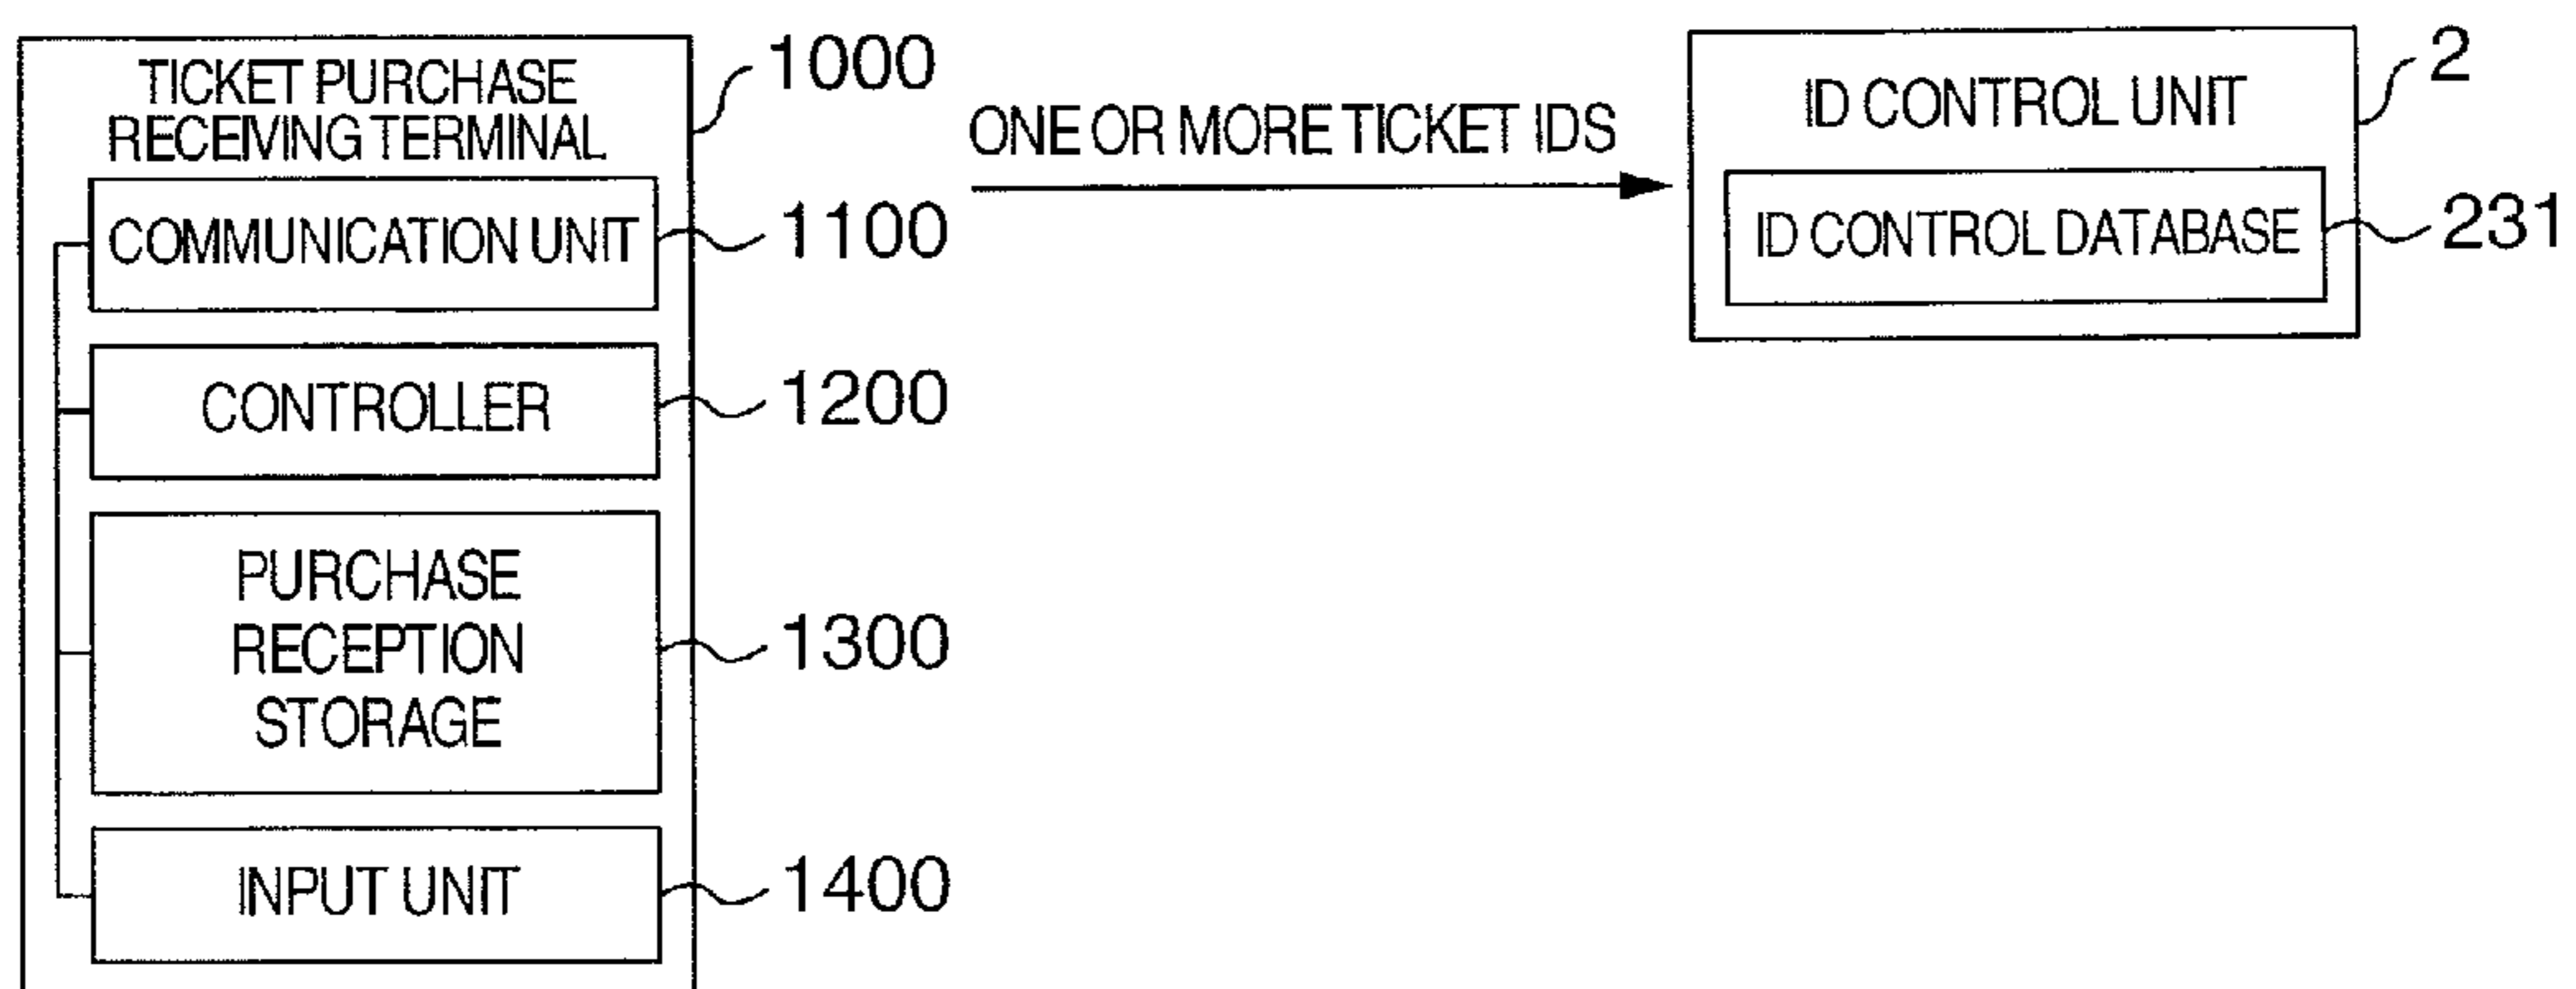 TICKET PURCHASE
RECEIVING TERMINAL
1000
COMMUNICATION UNIT
1100
CONTROLLER
1200
PURCHASE
RECEPTION
STORAGE
1300
INPUT UNIT
1400
ONE OR MORE TICKET IDS
ID CONTROL UNIT
2
ID CONTROL DATABASE
231